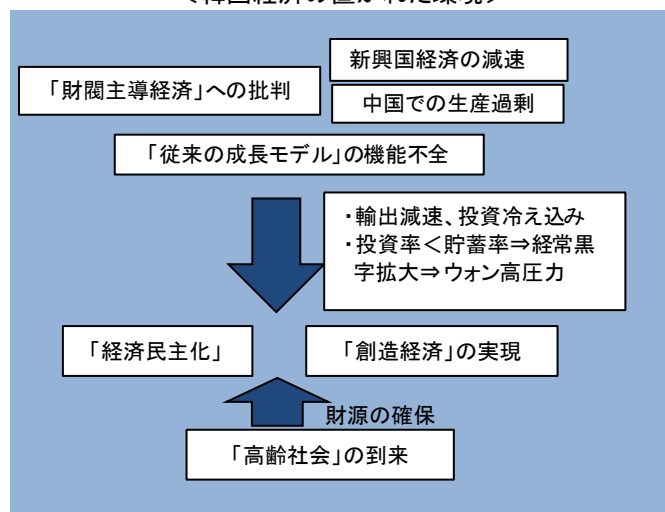 ＜韓国経済の置かれた環境＞
新興国経済の減速
「財閥主導経済」への批判
中国での生産過剰
「従来の成長モデル」の機能不全
・輸出減速、投資冷え込み
・投資率＜貯蓄率⇒経常黒
字拡大⇒ウォン高圧力
「経済民主化」
「創造経済」の実現
財源の確保
「高齢社会」の到来